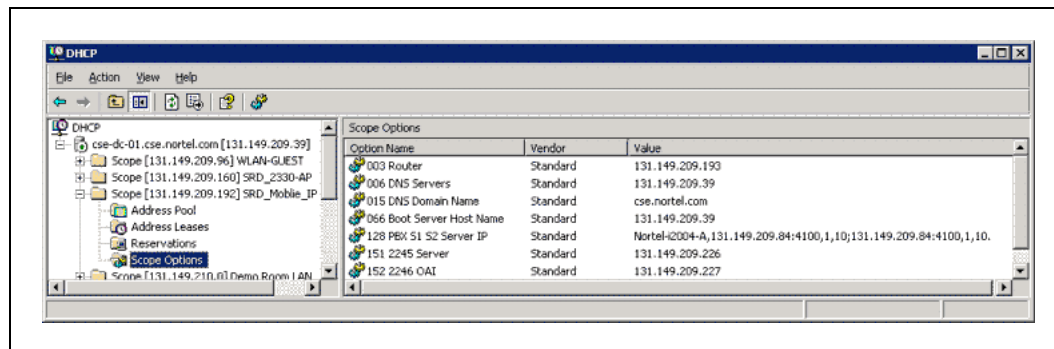 DHCP
File Action View Help
DHCP
cse-dc-01.cse.nortel.com [131.149.209.39]
Scope [131.149.209.96] WLAN-GUEST
Scope [131.149.209.160] SRD_2330-AP
Scope [131.149.209.192] SRD_Moblie_IP
Address Pool
Address Leases
Reservations
Scope Options
Scope [131.149.210.0] Demo Room LAN
Scope Options
Option Name Vendor Value
003 Router Standard 131.149.209.193
006 DNS Servers Standard 131.149.209.39
015 DNS Domain Name Standard cse.nortel.com
066 Boot Server Host Name Standard 131.149.209.39
128 PBX S1 S2 Server IP Standard Nortel-i2004-A,131.149.209.84:4100,1,10;131.149.209.84:4100,1,10.
151 2245 Server Standard 131.149.209.226
152 2246 OAI Standard 131.149.209.227